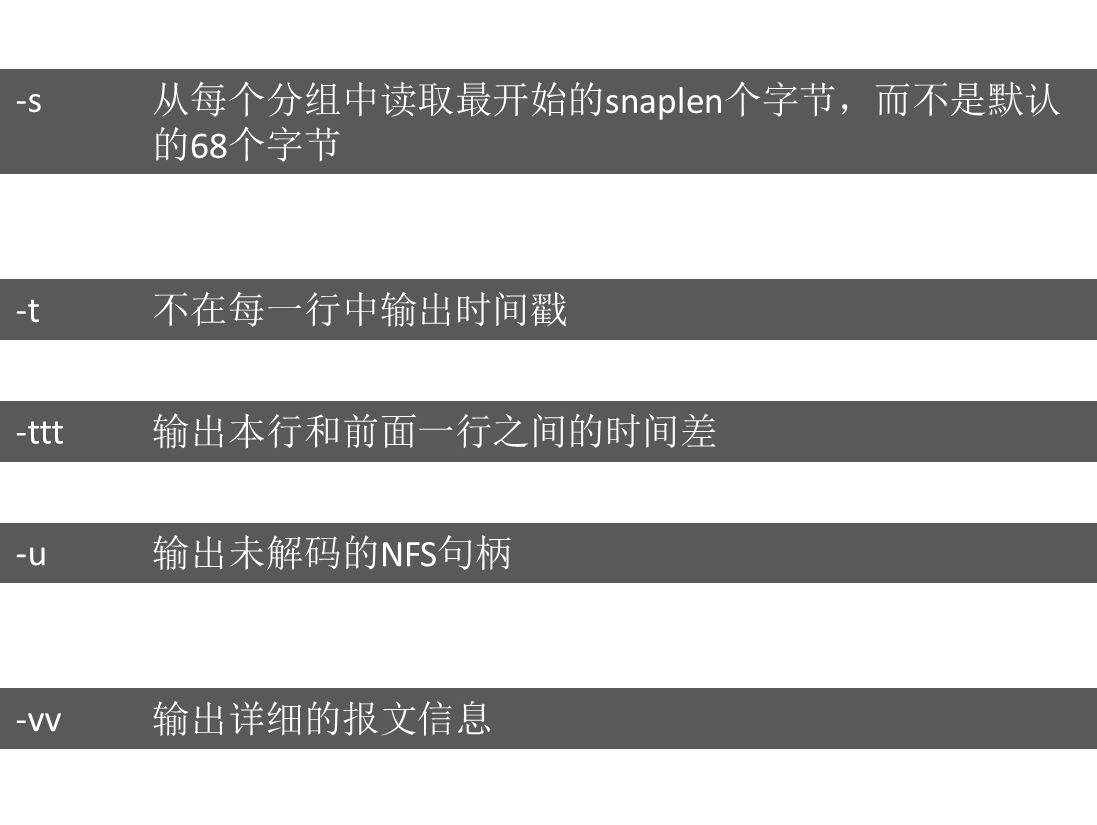 -s 从每个分组中读取最开始的snaplen个字节，而不是默认
的68个字节
-t 不在每一行中输出时间戳
-ttt 输出本行和前面一行之间的时间差
-u 输出未解码的NFS句柄
-vv 输出详细的报文信息